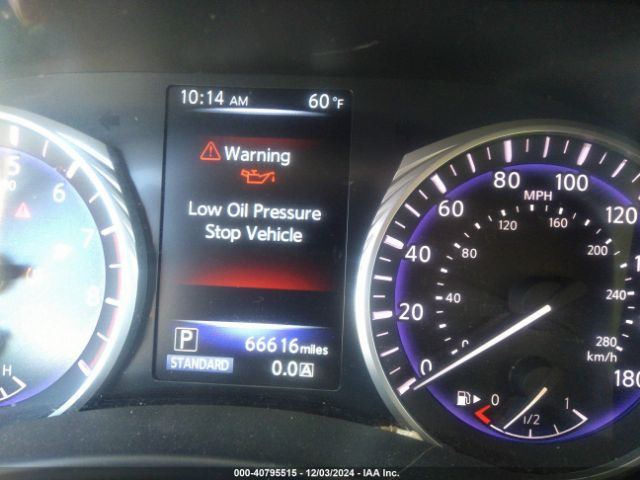 10:14 AM 60 °F
Warning
Low Oil Pressure
Stop Vehicle
P 66616 miles
STANDARD 0.0 A
5
6
7
8
H
0 20 40 60 80 100 120 180
MPH
0 40 80 120 160 200 240 280
km/h
0 1/2 1
© - 40795515 - 12/03/2024 - IAA Inc.